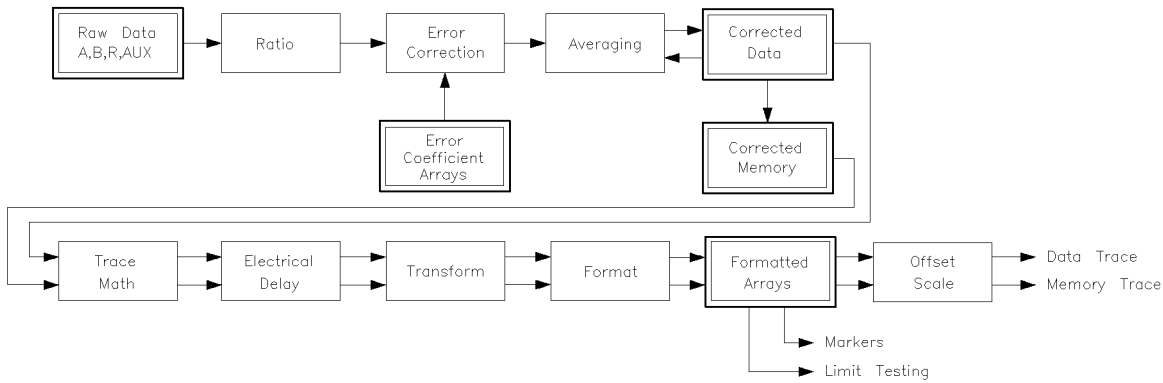 Raw Data
A,B,R,AUX
Ratio
Error
Correction
Averaging
Corrected
Data
Error
Coefficient
Arrays
Corrected
Memory
Trace
Math
Electrical
Delay
Transform
Format
Formatted
Arrays
Offset
Scale
Data Trace
Memory Trace
Markers
Limit Testing